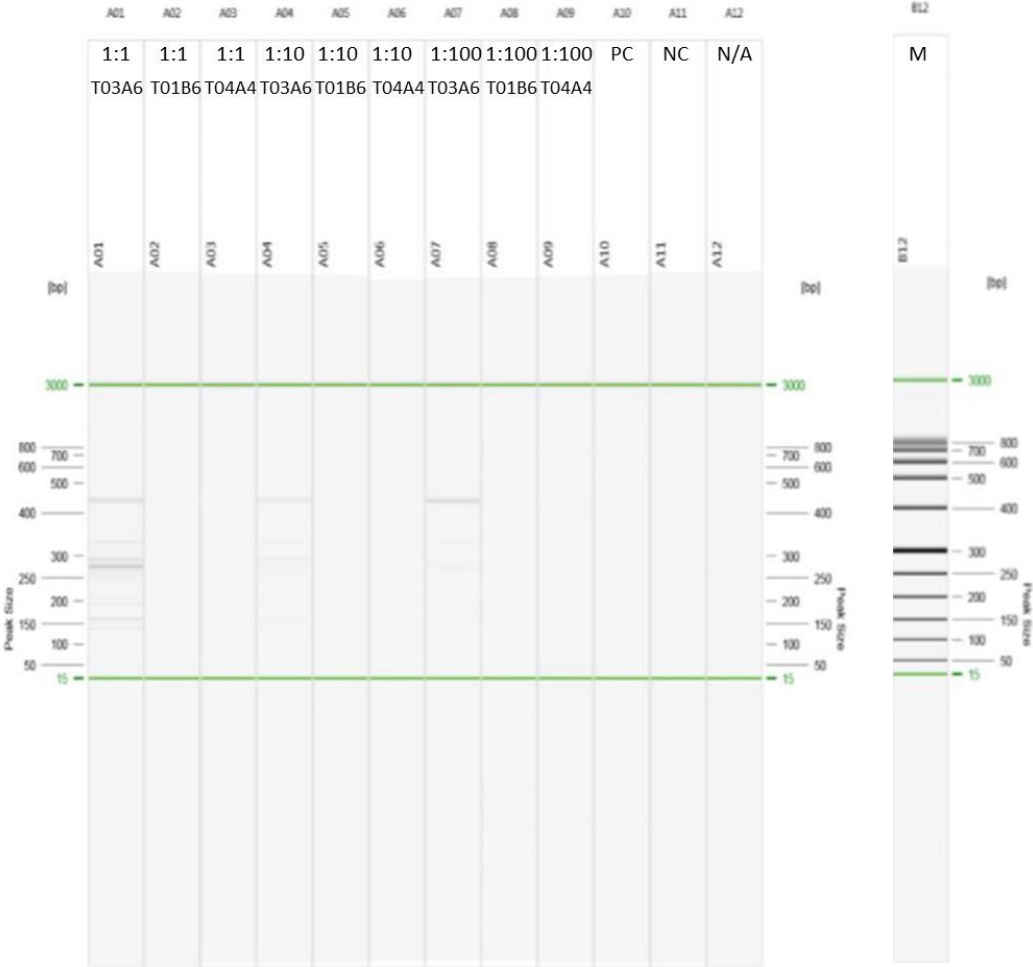 A01 A02 A03 A04 A05 A06 A07 A08 A09 A10 A11 A12 B12
1:1 1:1 1:1 1:10 1:10 1:10 1:100 1:100 1:100 PC NC N/A M
T03A6 T01B6 T04A4 T03A6 T01B6 T04A4 T03A6 T01B6 T04A4
A01 A02 A03 A04 A05 A06 A07 A08 A09 A10 A11 A12 B12
[bp] [bp] [bp]
3000 3000 3000
800 800 800
700 700 700
600 600 600
500 500 500
400 400 400
300 300 300
250 250 250
200 200 200
150 150 150
100 100 100
50 50 50
15 15 15
Peak Size Peak Size Peak Size